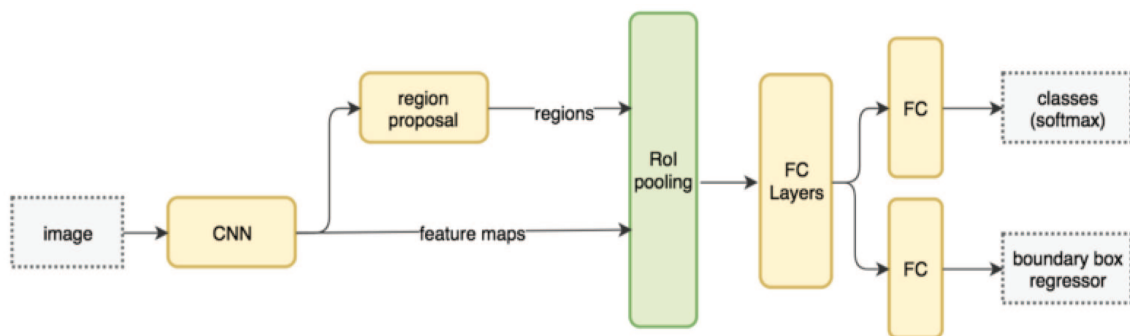 image
CNN
region
proposal
regions
feature maps
RoI
pooling
FC
Layers
FC
classes
(softmax)
FC
boundary box
regressor